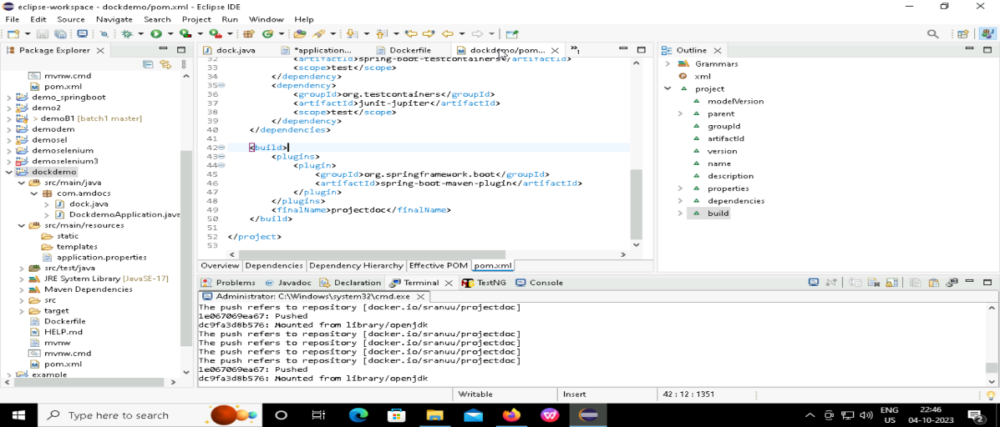 eclipse-workspace - dockdemo/pom.xml - Eclipse IDE
File Edit Source Navigate Search Project Run Window Help
Package Explorer
mvnw.cmd
pom.xml
demo_springboot
demo2
> demoB1 [batch1 master]
demodem
demosel
demoselenium
demoselenium3
dockdemo
src/main/java
com.amdocs
dock.java
DockdemoApplication.java
src/main/resources
static
templates
application.properties
src/test/java
JRE System Library [JavaSE-17]
Maven Dependencies
src
target
Dockerfile
HELP.md
mvnw
mvnw.cmd
pom.xml
example
dock.java *application... Dockerfile dockdemo/pom... »1
32 <artifactId>spring-boot-testcontainers</artifactId>
33 <scope>test</scope>
34 </dependency>
35 <dependency>
36 <groupId>org.testcontainers</groupId>
37 <artifactId>junit-jupiter</artifactId>
38 <scope>test</scope>
39 </dependency>
40 </dependencies>
41
42 <build>
43 <plugins>
44 <plugin>
45 <groupId>org.springframework.boot</groupId>
46 <artifactId>spring-boot-maven-plugin</artifactId>
47 </plugin>
48 </plugins>
49 <finalName>projectdoc</finalName>
50 </build>
51
52 </project>
53
Overview Dependencies Dependency Hierarchy Effective POM pom.xml
Outline
Grammars
xml
project
modelVersion
parent
groupId
artifactId
version
name
description
properties
dependencies
build
Problems @ Javadoc Declaration Terminal TestNG Console
Administrator: C:\Windows\system32\cmd.exe
The push refers to repository [docker.io/sranuu/projectdoc]
1e067069ea67: Pushed
dc9fa3d8b576: Mounted from library/openjdk
The push refers to repository [docker.io/sranuu/projectdoc]
The push refers to repository [docker.io/sranuu/projectdoc]
The push refers to repository [docker.io/sranuu/projectdoc]
The push refers to repository [docker.io/sranuu/projectdoc]
1e067069ea67: Pushed
dc9fa3d8b576: Mounted from library/openjdk
Writable Insert 42 : 12 : 1351
Type here to search
ENG
US
22:46
04-10-2023
2